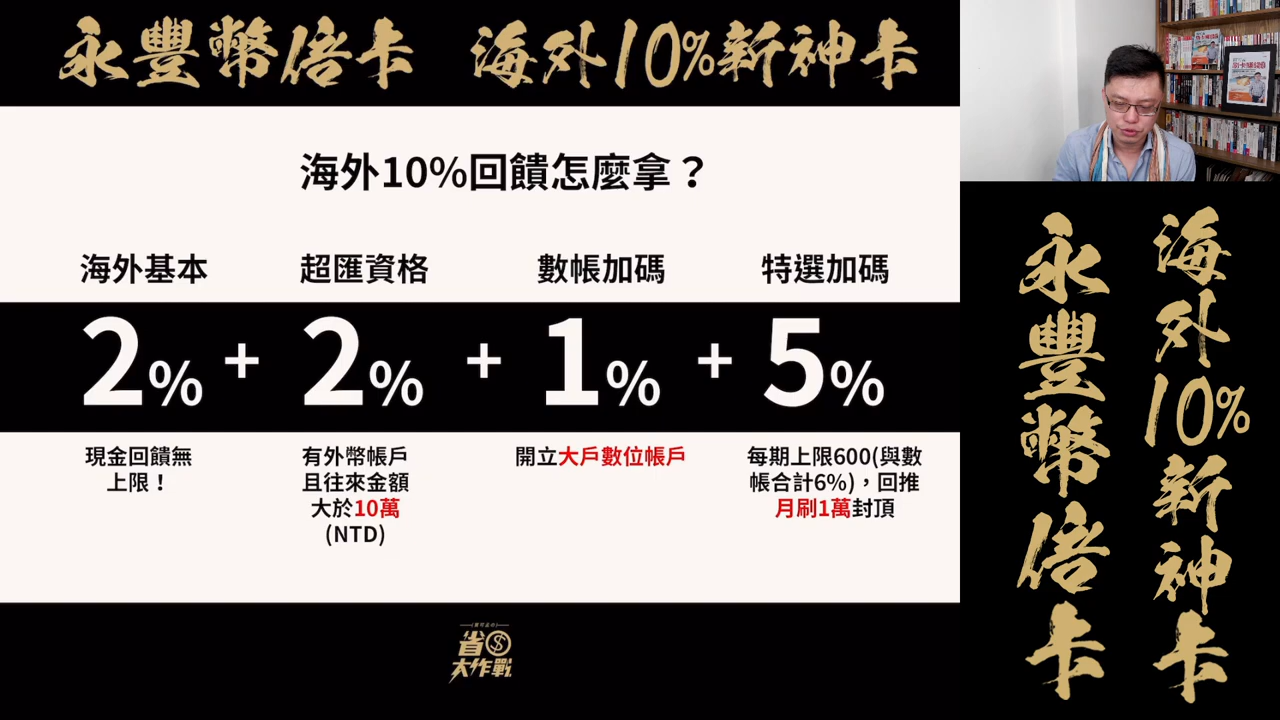 永豐幣倍卡 海外10%新神卡
海外10%回饋怎麼拿？
海外基本
超匯資格
數帳加碼
特選加碼
2% + 2% + 1% + 5%
現金回饋無
上限！
有外幣帳戶
且往來金額
大於10萬
(NTD)
開立大戶數位帳戶
每期上限600(與數
帳合計6%)，回推
月刷1萬封頂
省
大作戰
海外10%新神卡
永豐幣倍卡